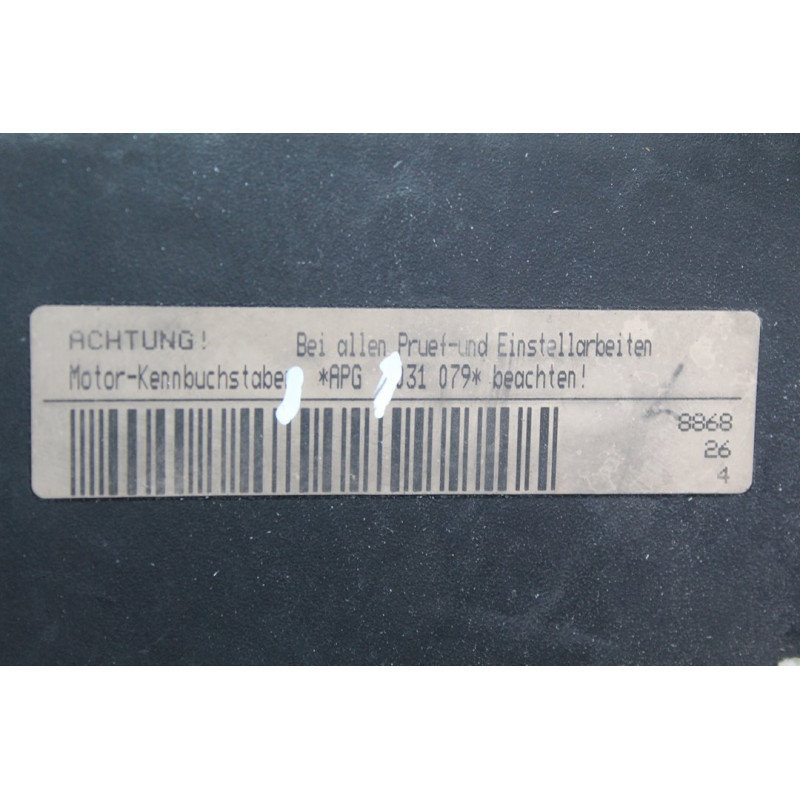 ACHTUNG! Bei allen Pruef-und Einstellarbeiten
Motor-Kennbuchstaben *APG 031 079* beachten!
8868
26
4